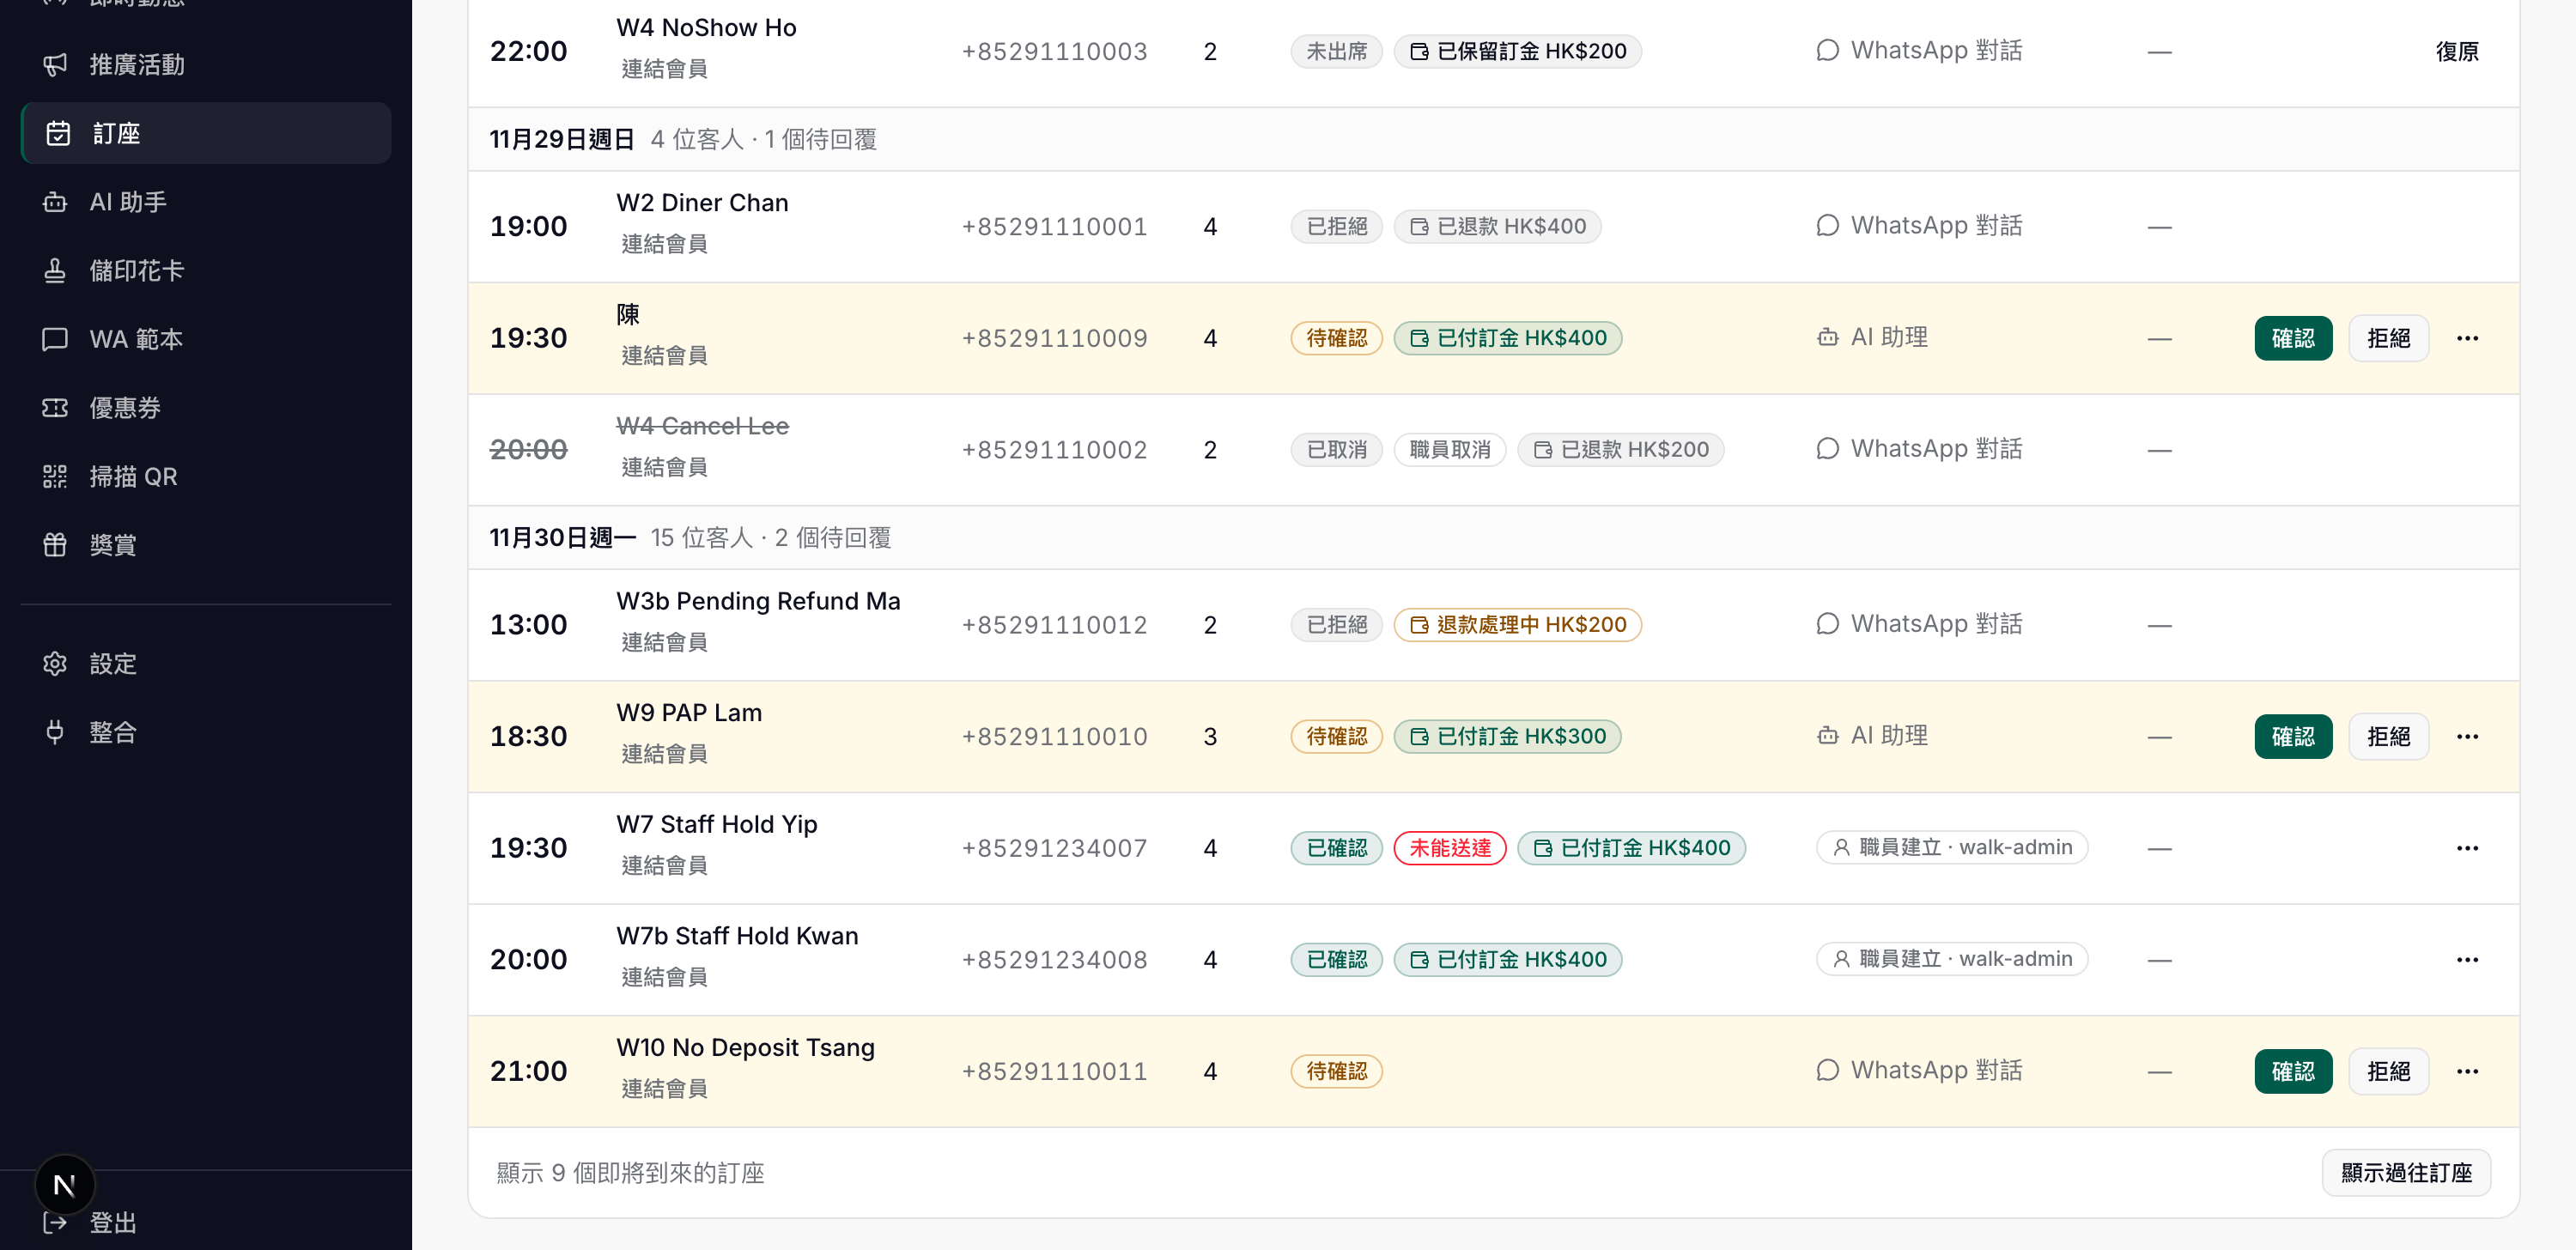 推廣活動
訂座
AI 助手
儲印花卡
WA 範本
優惠券
掃描 QR
獎賞
設定
整合
N
登出
22:00 W4 NoShow Ho +85291110003 2 未出席 已保留訂金 HK$200 WhatsApp 對話 — 復原
連結會員
11月29日週日 4 位客人 · 1 個待回覆
19:00 W2 Diner Chan +85291110001 4 已拒絕 已退款 HK$400 WhatsApp 對話 —
連結會員
19:30 陳 +85291110009 4 待確認 已付訂金 HK$400 AI 助理 — 確認 拒絕 ···
連結會員
20:00 W4 Cancel Lee +85291110002 2 已取消 職員取消 已退款 HK$200 WhatsApp 對話 —
連結會員
11月30日週一 15 位客人 · 2 個待回覆
13:00 W3b Pending Refund Ma +85291110012 2 已拒絕 退款處理中 HK$200 WhatsApp 對話 —
連結會員
18:30 W9 PAP Lam +85291110010 3 待確認 已付訂金 HK$300 AI 助理 — 確認 拒絕 ···
連結會員
19:30 W7 Staff Hold Yip +85291234007 4 已確認 未能送達 已付訂金 HK$400 職員建立 · walk-admin — ···
連結會員
20:00 W7b Staff Hold Kwan +85291234008 4 已確認 已付訂金 HK$400 職員建立 · walk-admin — ···
連結會員
21:00 W10 No Deposit Tsang +85291110011 4 待確認 WhatsApp 對話 — 確認 拒絕 ···
連結會員
顯示 9 個即將到來的訂座 顯示過往訂座